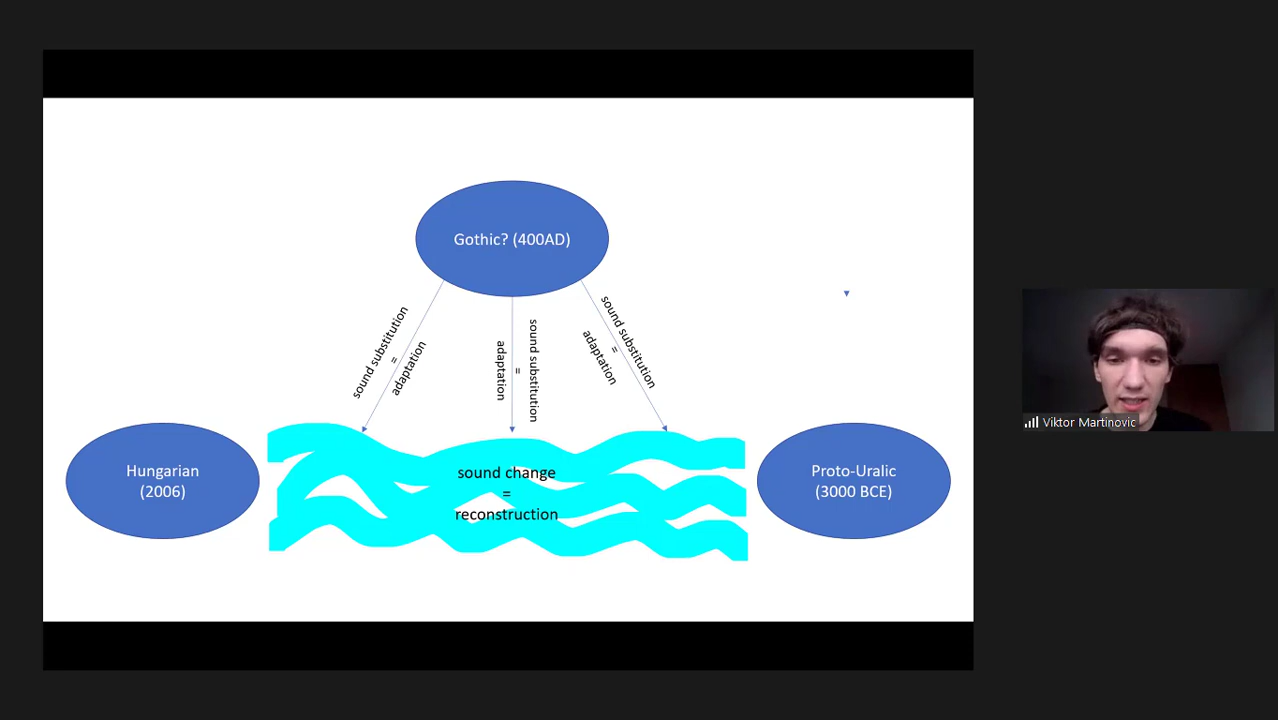 Gothic? (400AD)
sound substitution
=
adaptation
sound substitution
=
adaptation
sound substitution
=
adaptation
Hungarian
(2006)
sound change
=
reconstruction
Proto-Uralic
(3000 BCE)
Viktor Martinovic